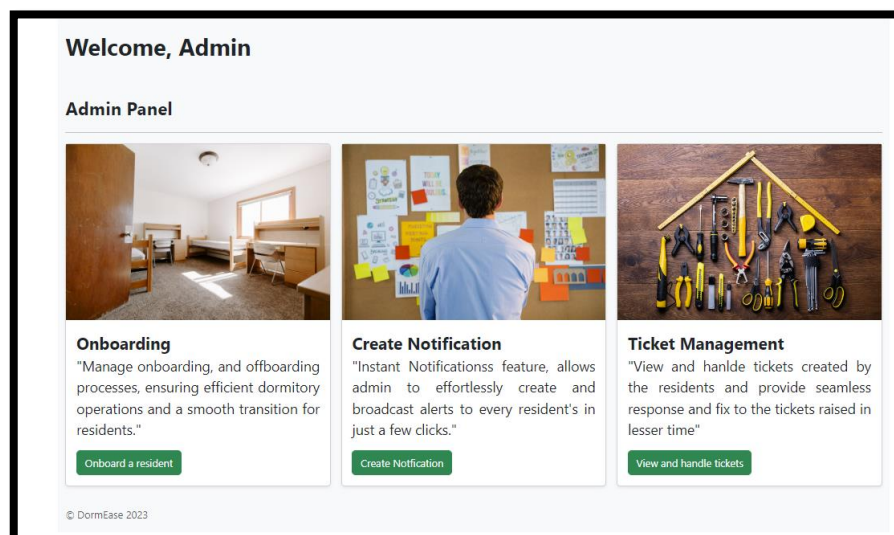 Welcome, Admin
Admin Panel
Onboarding
"Manage onboarding, and offboarding
processes, ensuring efficient dormitory
operations and a smooth transition for
residents."
Onboard a resident
Create Notification
"Instant Notificationss feature, allows
admin to effortlessly create and
broadcast alerts to every resident's in
just a few clicks."
Create Notfication
Ticket Management
"View and hanlde tickets created by
the residents and provide seamless
response and fix to the tickets raised in
lesser time"
View and handle tickets
© DormEase 2023